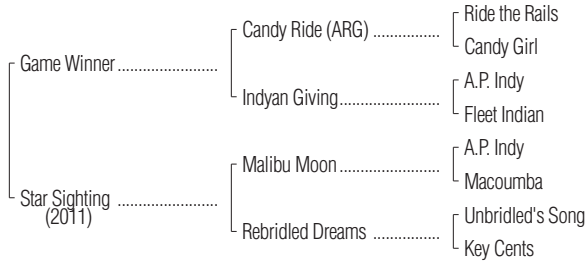 Ride the Rails
Candy Ride (ARG) ................
Candy Girl
Game Winner ........................
A.P. Indy
Indyan Giving........................
Fleet Indian
A.P. Indy
Malibu Moon ........................
Macoumba
Star Sighting ........................
(2011)
Unbridled's Song
Rebridled Dreams ................
Key Cents